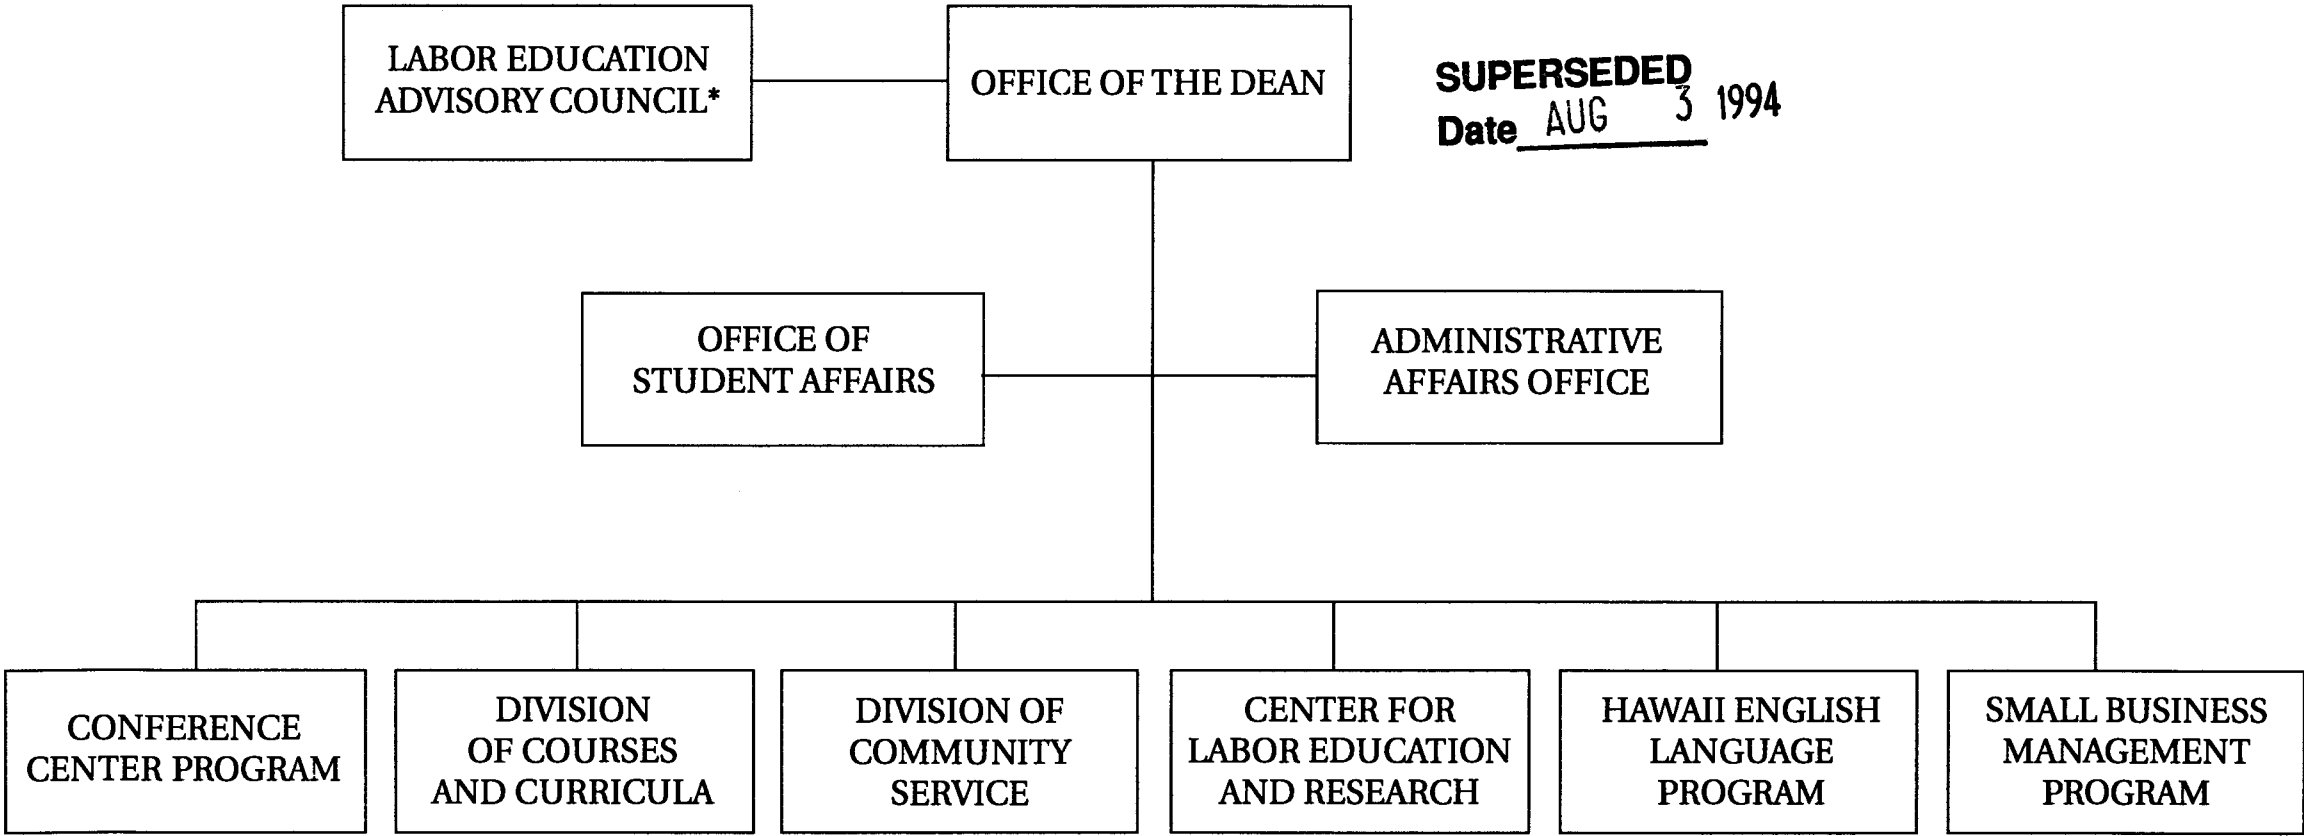 LABOR EDUCATION
ADVISORY COUNCIL*
OFFICE OF THE DEAN
SUPERSEDED
Date AUG 3 1994
OFFICE OF
STUDENT AFFAIRS
ADMINISTRATIVE
AFFAIRS OFFICE
CONFERENCE
CENTER PROGRAM
DIVISION
OF COURSES
AND CURRICULA
DIVISION OF
COMMUNITY
SERVICE
CENTER FOR
LABOR EDUCATION
AND RESEARCH
HAWAII ENGLISH
LANGUAGE
PROGRAM
SMALL BUSINESS
MANAGEMENT
PROGRAM